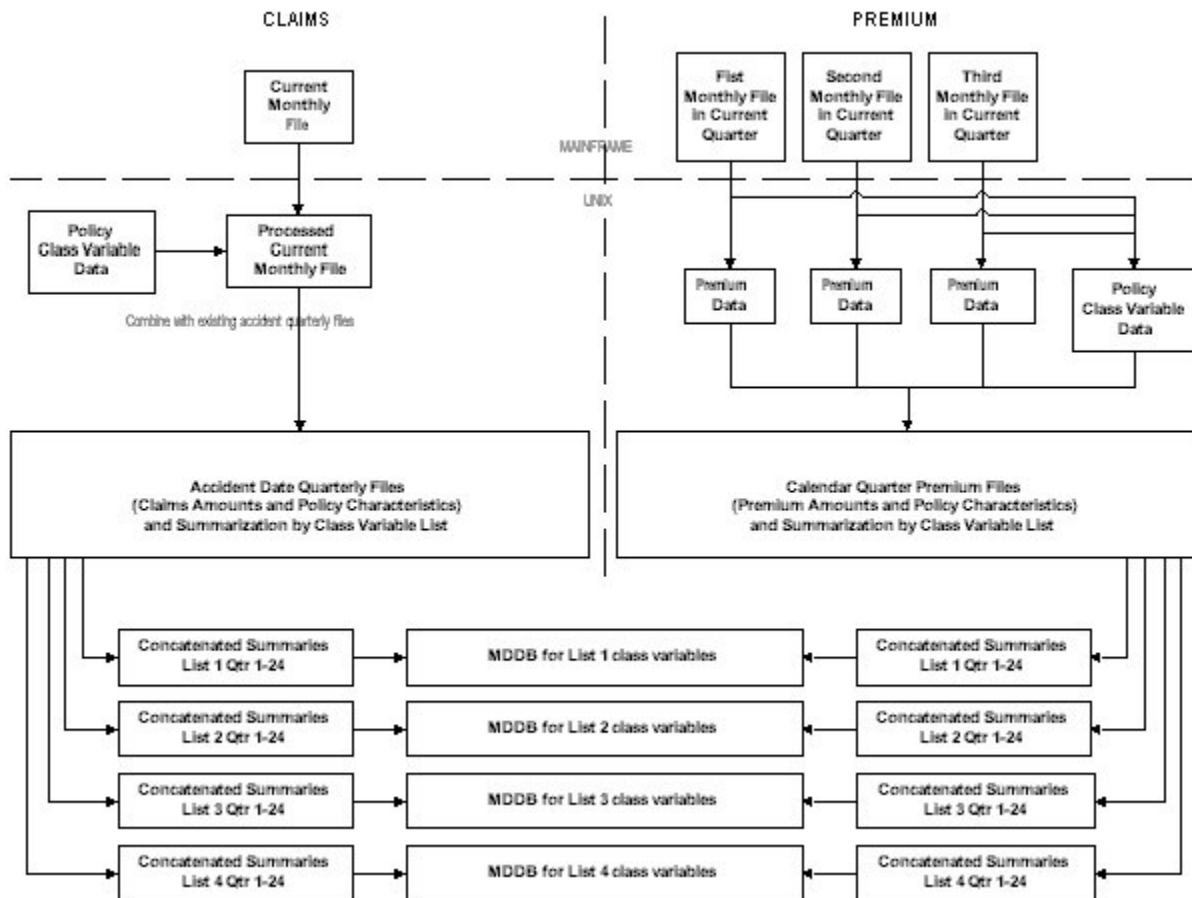 CLAIMS
PREMIUM
Current
Monthly
File
Fist
Monthly File
in Current
Quarter
Second
Monthly File
in Current
Quarter
Third
Monthly File
in Current
Quarter
MAINFRAME
UNIX
Policy
Class Variable
Data
Processed
Current
Monthly File
Premium
Data
Premium
Data
Premium
Data
Policy
Class Variable
Data
Combine with existing accident quarterly files
Accident Date Quarterly Files
(Claims Amounts and Policy Characteristics)
and Summarization by Class Variable List
Calendar Quarter Premium Files
(Premium Amounts and Policy Characteristics)
and Summarization by Class Variable List
Concatenated Summaries
List 1 Qtr 1-24
MDDB for List 1 class variables
Concatenated Summaries
List 1 Qtr 1-24
Concatenated Summaries
List 2 Qtr 1-24
MDDB for List 2 class variables
Concatenated Summaries
List 2 Qtr 1-24
Concatenated Summaries
List 3 Qtr 1-24
MDDB for List 3 class variables
Concatenated Summaries
List 3 Qtr 1-24
Concatenated Summaries
List 4 Qtr 1-24
MDDB for List 4 class variables
Concatenated Summaries
List 4 Qtr 1-24